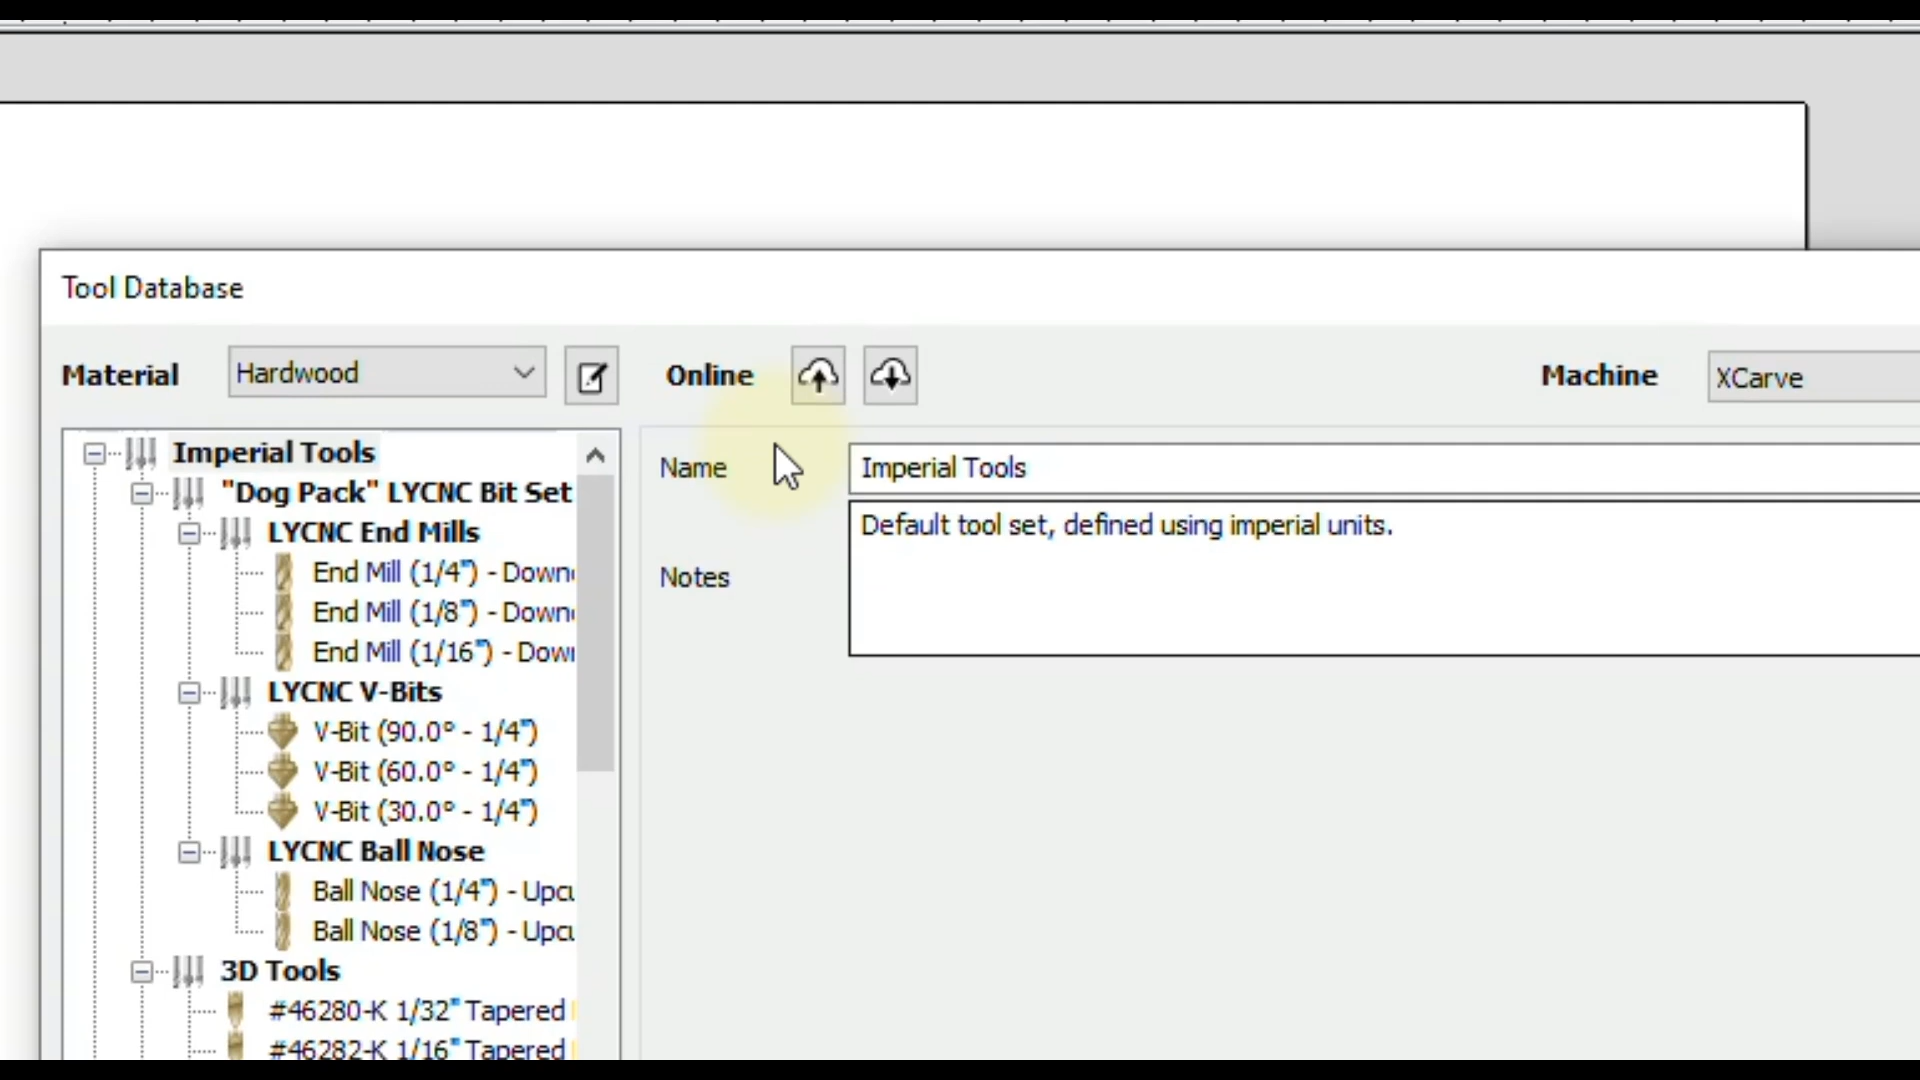 Tool Database
Material Hardwood Online Machine XCarve
Imperial Tools
"Dog Pack" LYCNC Bit Set
LYCNC End Mills
End Mill (1/4") - Down
End Mill (1/8") - Down
End Mill (1/16") - Down
LYCNC V-Bits
V-Bit (90.0° - 1/4")
V-Bit (60.0° - 1/4")
V-Bit (30.0° - 1/4")
LYCNC Ball Nose
Ball Nose (1/4") - Upcu
Ball Nose (1/8") - Upcu
3D Tools
#46280-K 1/32" Tapered
#46282-K 1/16" Tapered
Name Imperial Tools
Notes
Default tool set, defined using imperial units.